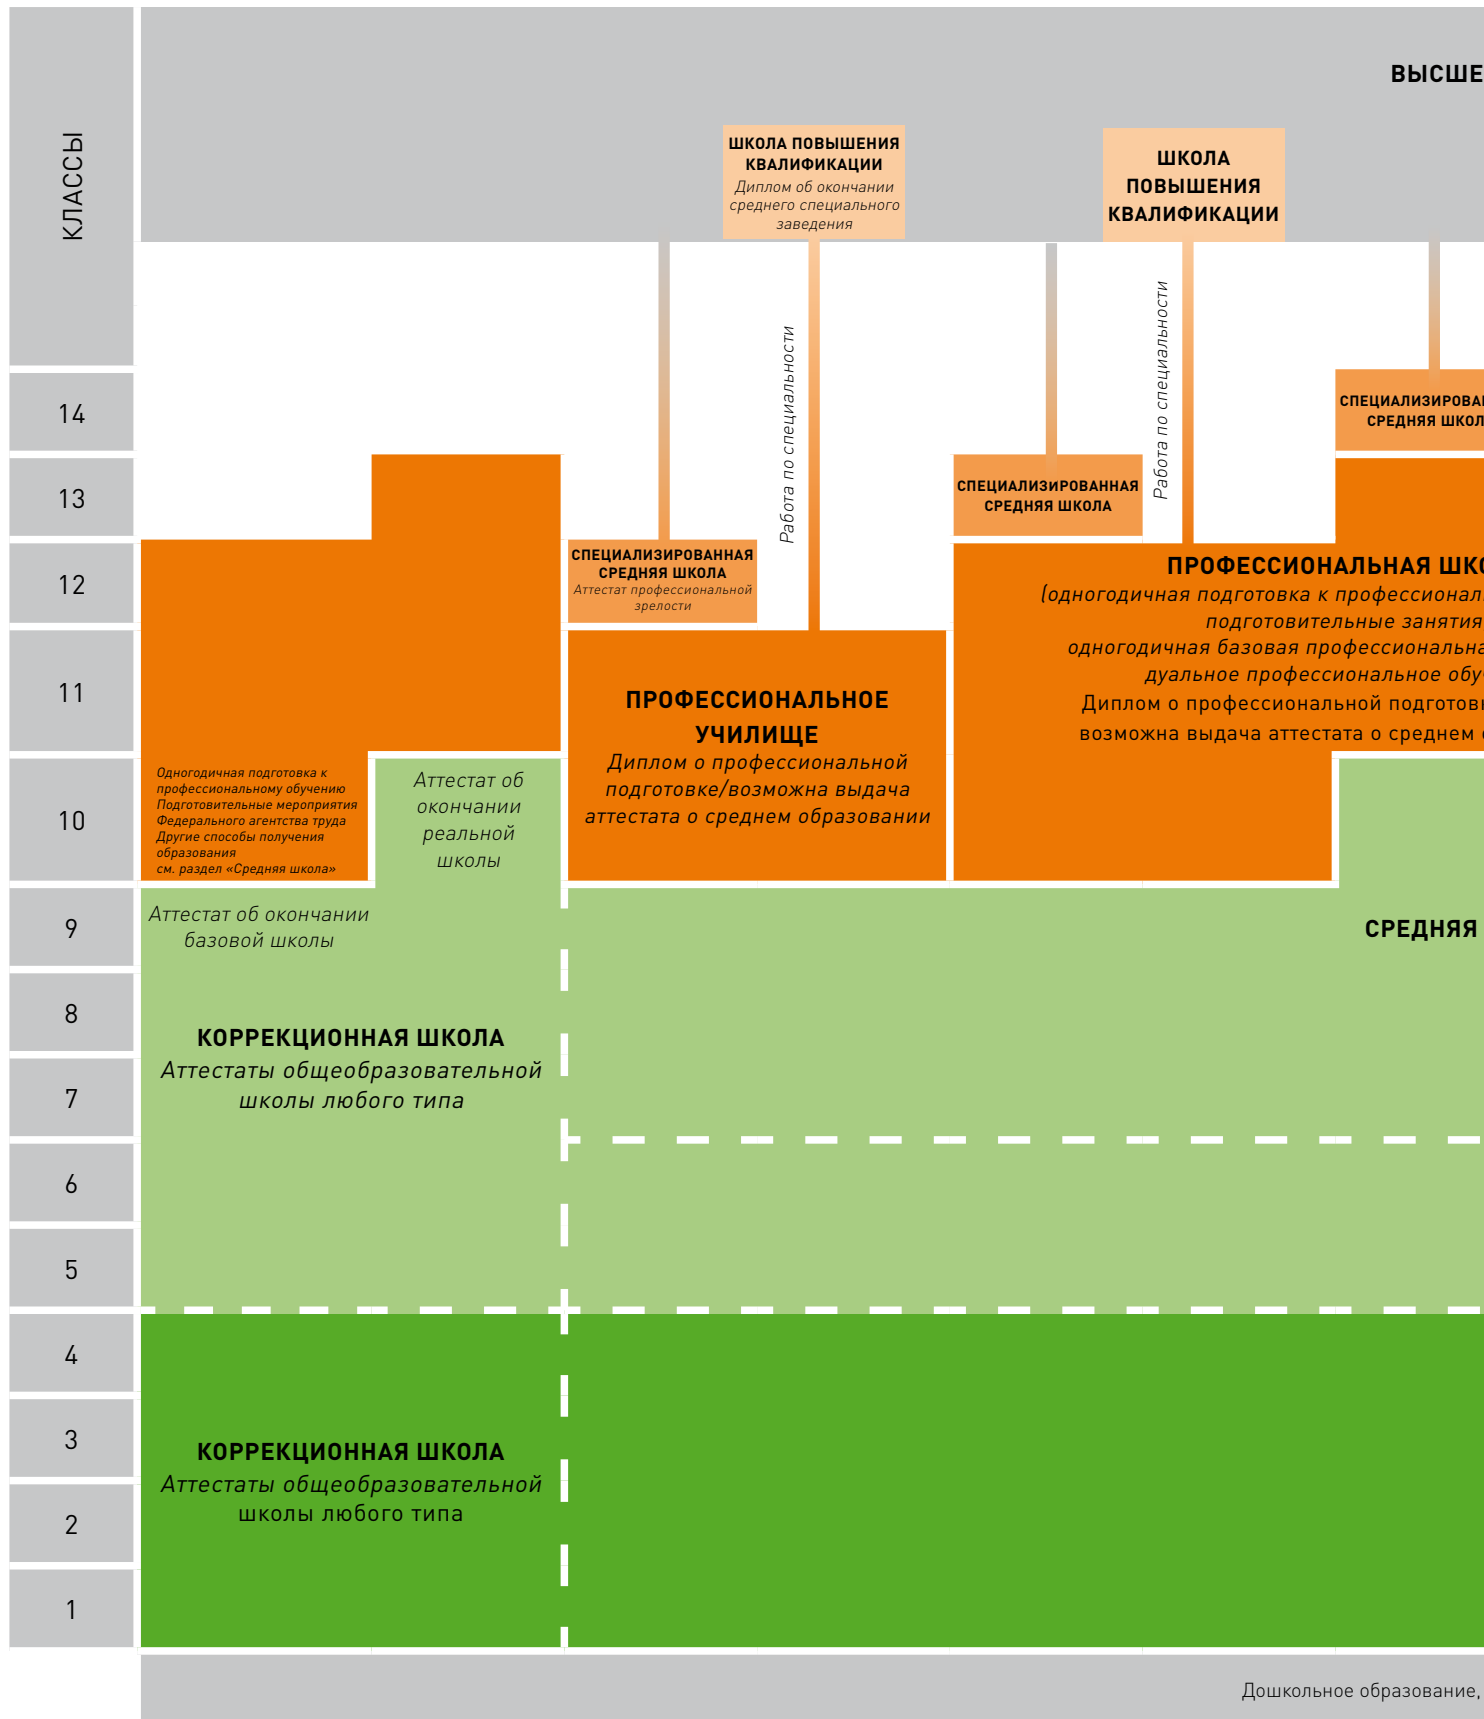 ВЫСШЕ
КЛАССЫ
ШКОЛА ПОВЫШЕНИЯ
КВАЛИФИКАЦИИ
Диплом об окончании
среднего специального
заведения
ШКОЛА
ПОВЫШЕНИЯ
КВАЛИФИКАЦИИ
Работа по специальности
Работа по специальности
14
СПЕЦИАЛИЗИРОВАН
СРЕДНЯЯ ШКОЛ
13
СПЕЦИАЛИЗИРОВАННАЯ
СРЕДНЯЯ ШКОЛА
12
СПЕЦИАЛИЗИРОВАННАЯ
СРЕДНЯЯ ШКОЛА
Аттестат профессиональной
зрелости
ПРОФЕССИОНАЛЬНАЯ ШКО
(одногодичная подготовка к профессионал
подготовительные занятия
одногодичная базовая профессиональна
дуальное профессиональное обу
Диплом о профессиональной подготовк
возможна выдача аттестата о среднем
11
ПРОФЕССИОНАЛЬНОЕ
УЧИЛИЩЕ
Диплом о профессиональной
подготовке/возможна выдача
аттестата о среднем образовании
10
Одногодичная подготовка к
профессиональному обучению
Подготовительные мероприятия
Федерального агентства труда
Другие способы получения
образования
см. раздел «Средняя школа»
Аттестат об
окончании
реальной
школы
9
Аттестат об окончании
базовой школы
СРЕДНЯЯ
8
КОРРЕКЦИОННАЯ ШКОЛА
Аттестаты общеобразовательной
школы любого типа
7
6
5
4
3
КОРРЕКЦИОННАЯ ШКОЛА
Аттестаты общеобразовательной
школы любого типа
2
1
Дошкольное образование,